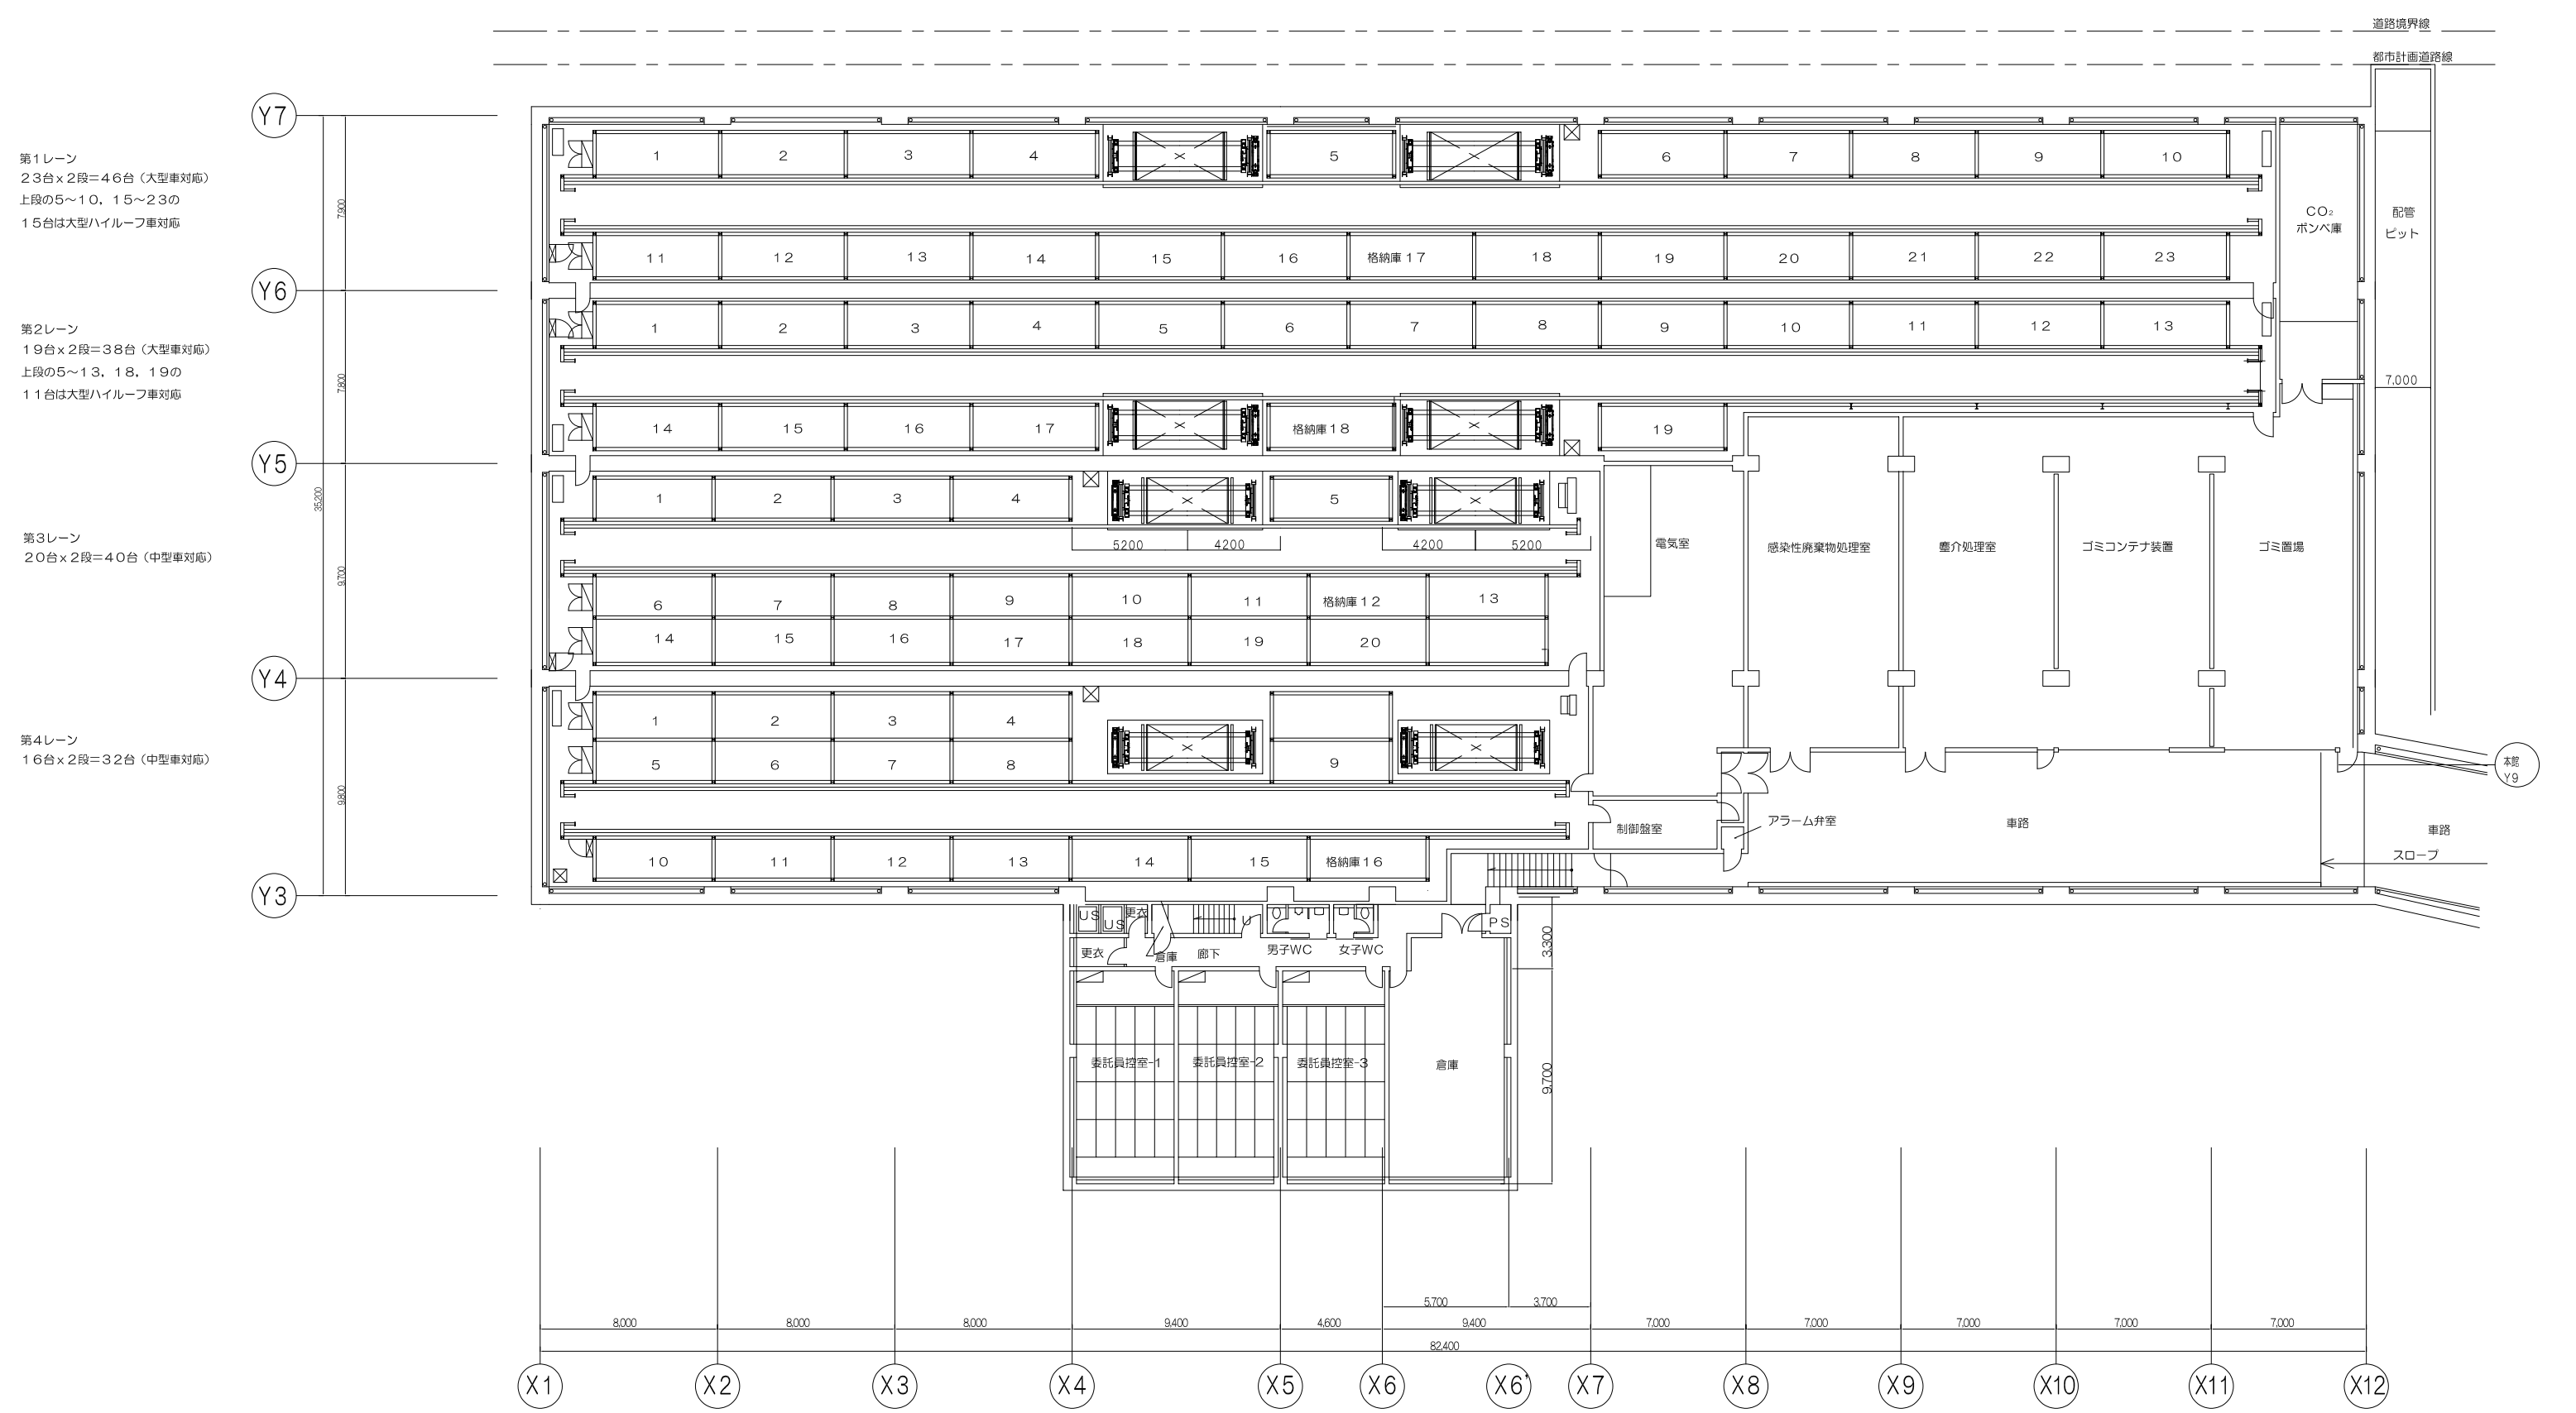 道路境界線
都市計画道路線
Y7
第1レーン
23台x2段=46台（大型車対応）
上段の5～10，15～23の
15台は大型ハイルーフ車対応
1 2 3 4 5 6 7 8 9 10
7,900
CO₂
ボンベ庫
配管
ピット
11 12 13 14 15 16 格納庫17 18 19 20 21 22 23
Y6
第2レーン
19台x2段=38台（大型車対応）
上段の5～13，18，19の
11台は大型ハイルーフ車対応
1 2 3 4 5 6 7 8 9 10 11 12 13
7,800
7,000
14 15 16 17 格納庫18 19
Y5
35,200
1 2 3 4 5
第3レーン
20台x2段=40台（中型車対応）
5200 4200 4200 5200
電気室
感染性廃棄物処理室
塵介処理室
ゴミコンテナ装置
ゴミ置場
9,700
6 7 8 9 10 11 格納庫12 13
14 15 16 17 18 19 20
Y4
第4レーン
16台x2段=32台（中型車対応）
1 2 3 4
5 6 7 8 9
本館
Y9
9,800
制御盤室
アラーム弁室
車路
車路
スロープ
10 11 12 13 14 15 格納庫16
Y3
US US 更衣 U PS
更衣 倉庫 廊下 男子WC 女子WC
3,300
委託員控室-1 委託員控室-2 委託員控室-3 倉庫
9,700
5,700 3,700
8,000 8,000 8,000 9,400 4,600 9,400 7,000 7,000 7,000 7,000 7,000
82,400
X1 X2 X3 X4 X5 X6 X6' X7 X8 X9 X10 X11 X12